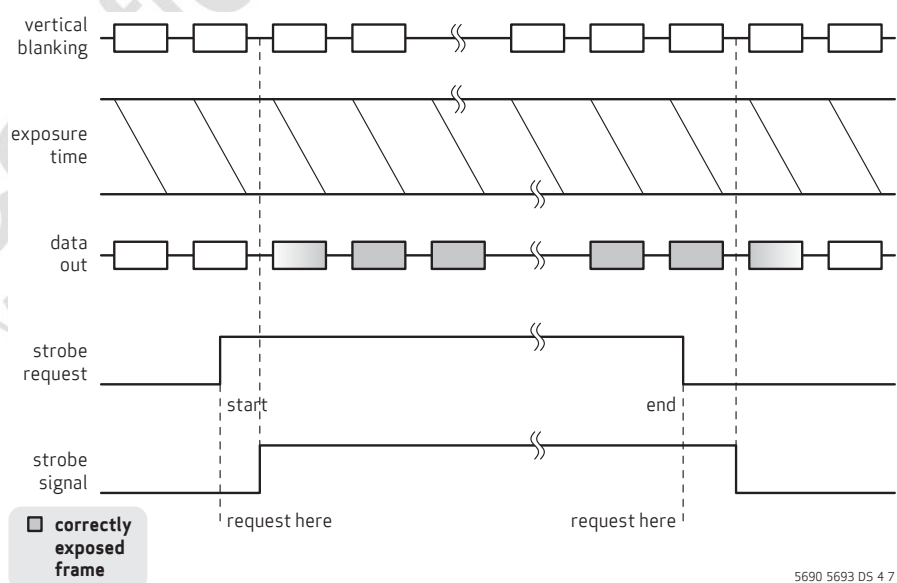 vertical
blanking
exposure
time
data
out
strobe
request
start
end
strobe
signal
request here
request here
correctly
exposed
frame
5690 5693 DS 4 7